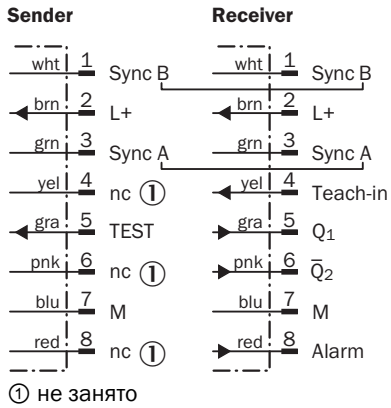 Sender Receiver
wht 1 Sync B wht 1 Sync B
brn 2 L+ brn 2 L+
grn 3 Sync A grn 3 Sync A
yel 4 nc ① yel 4 Teach-in
gra 5 TEST gra 5 Q₁
pnk 6 nc ① pnk 6 Q̅₂
blu 7 M blu 7 M
red 8 nc ① red 8 Alarm
① не занято